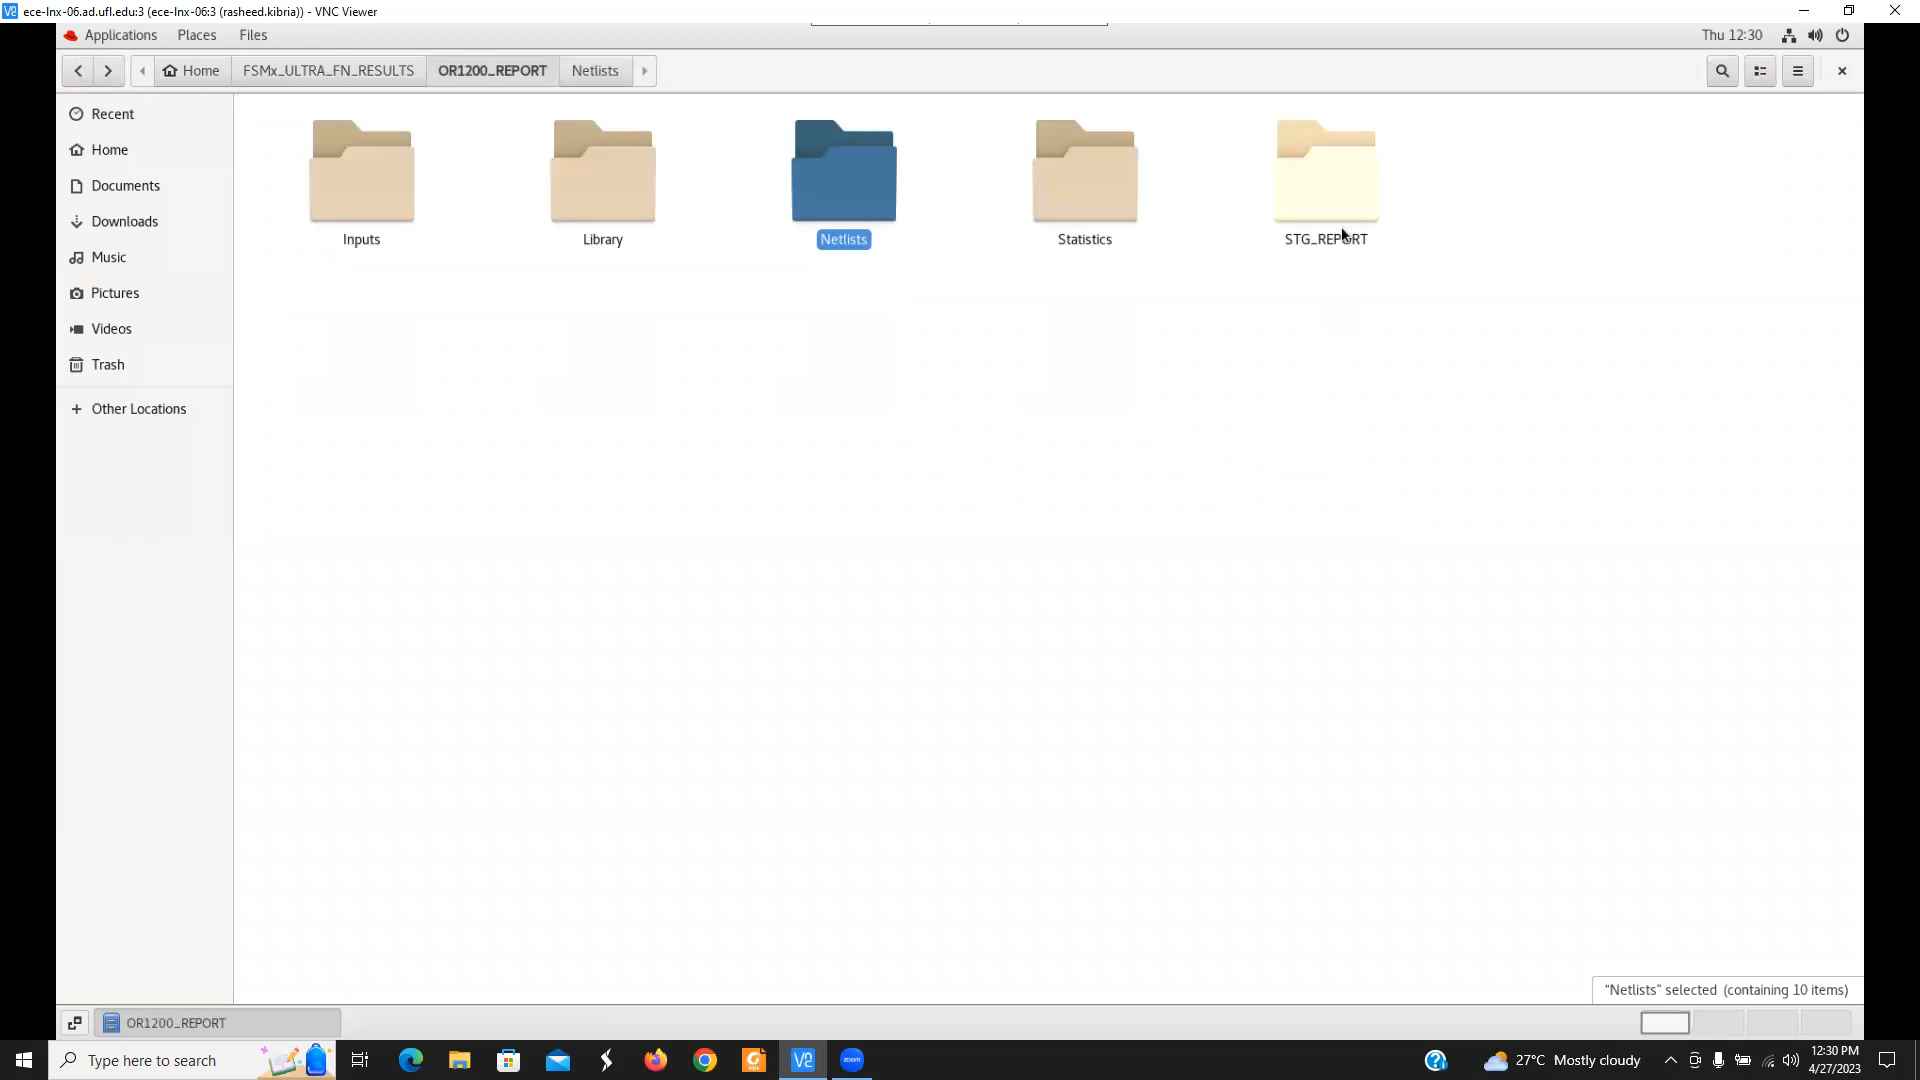 ece-lnx-06.ad.ufl.edu:3 (ece-lnx-06:3 (rasheed.kibria)) - VNC Viewer
Applications Places Files Thu 12:30
Home FSMx_ULTRA_FN_RESULTS OR1200_REPORT Netlists
Recent
Home
Documents
Downloads
Music
Pictures
Videos
Trash
Other Locations
Inputs Library Netlists Statistics STG_REPORT
"Netlists" selected (containing 10 items)
OR1200_REPORT
Type here to search
27°C Mostly cloudy
12:30 PM
4/27/2023